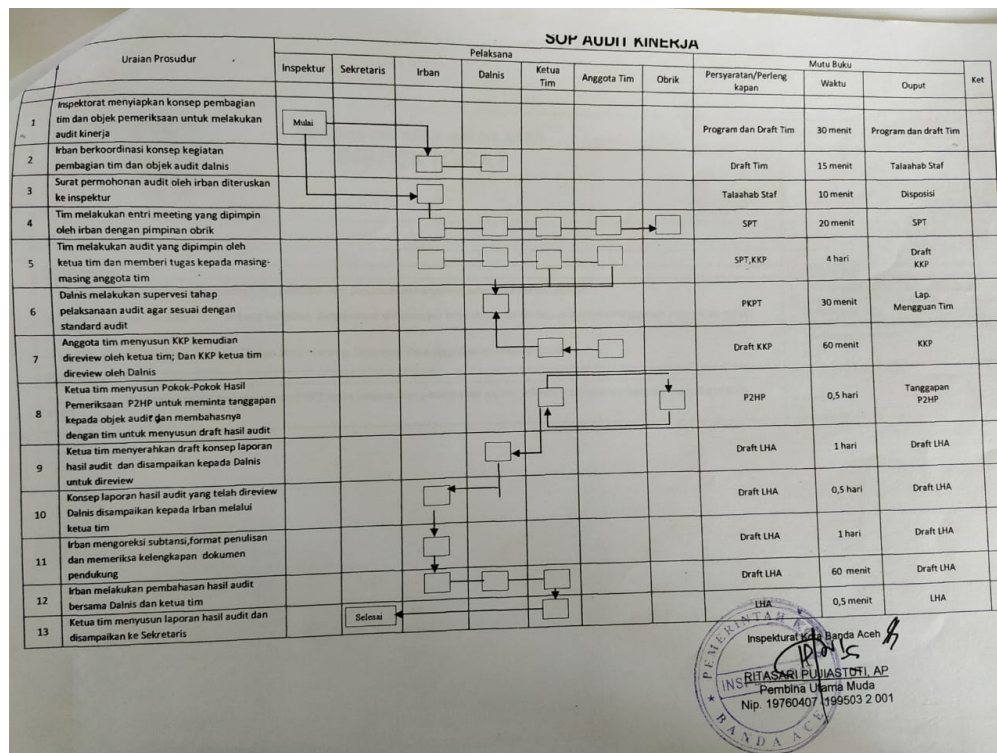 SOP AUDIT KINERJA
Uraian Prosudur
Pelaksana
Mutu Buku
Ket
Inspektur
Sekretaris
Irban
Dalnis
Ketua
Tim
Anggota Tim
Obrik
Persyaratan/Perleng
kapan
Waktu
Ouput
1
Inspektorat menyiapkan konsep pembagian
tim dan objek pemeriksaan untuk melakukan
audit kinerja
Mulai
Program dan Draft Tim
30 menit
Program dan draft Tim
2
Irban berkoordinasi konsep kegiatan
pembagian tim dan objek audit dalnis
Draft Tim
15 menit
Talaahab Staf
3
Surat permohonan audit oleh irban diteruskan
ke inspektur
Talaahab Staf
10 menit
Disposisi
4
Tim melakukan entri meeting yang dipimpin
oleh irban dengan pimpinan obrik
SPT
20 menit
SPT
5
Tim melakukan audit yang dipimpin oleh
ketua tim dan memberi tugas kepada masing-
masing anggota tim
SPT,KKP
4 hari
Draft
KKP
6
Dalnis melakukan supervesi tahap
pelaksanaan audit agar sesuai dengan
standard audit
PKPT
30 menit
Lap.
Mengguan Tim
7
Anggota tim menyusun KKP kemudian
direview oleh ketua tim; Dan KKP ketua tim
direview oleh Dalnis
Draft KKP
60 menit
KKP
8
Ketua tim menyusun Pokok-Pokok Hasil
Pemeriksaan P2HP untuk meminta tanggapan
kepada objek audit dan membahasnya
dengan tim untuk menyusun draft hasil audit
P2HP
0,5 hari
Tanggapan
P2HP
9
Ketua tim menyerahkan draft konsep laporan
hasil audit dan disampaikan kepada Dalnis
untuk direview
Draft LHA
1 hari
Draft LHA
10
Konsep laporan hasil audit yang telah direview
Dalnis disampaikan kepada Irban melalui
ketua tim
Draft LHA
0,5 hari
Draft LHA
11
Irban mengoreksi subtansi,format penulisan
dan memeriksa kelengkapan dokumen
pendukung
Draft LHA
1 hari
Draft LHA
12
Irban melakukan pembahasan hasil audit
bersama Dalnis dan ketua tim
Draft LHA
60 menit
Draft LHA
13
Ketua tim menyusun laporan hasil audit dan
disampaikan ke Sekretaris
Selesai
LHA
0,5 menit
LHA
Inspekturat Kota Banda Aceh
RITASARI PUJIASTUTI, AP
Pembina Utama Muda
Nip. 19760407 199503 2 001